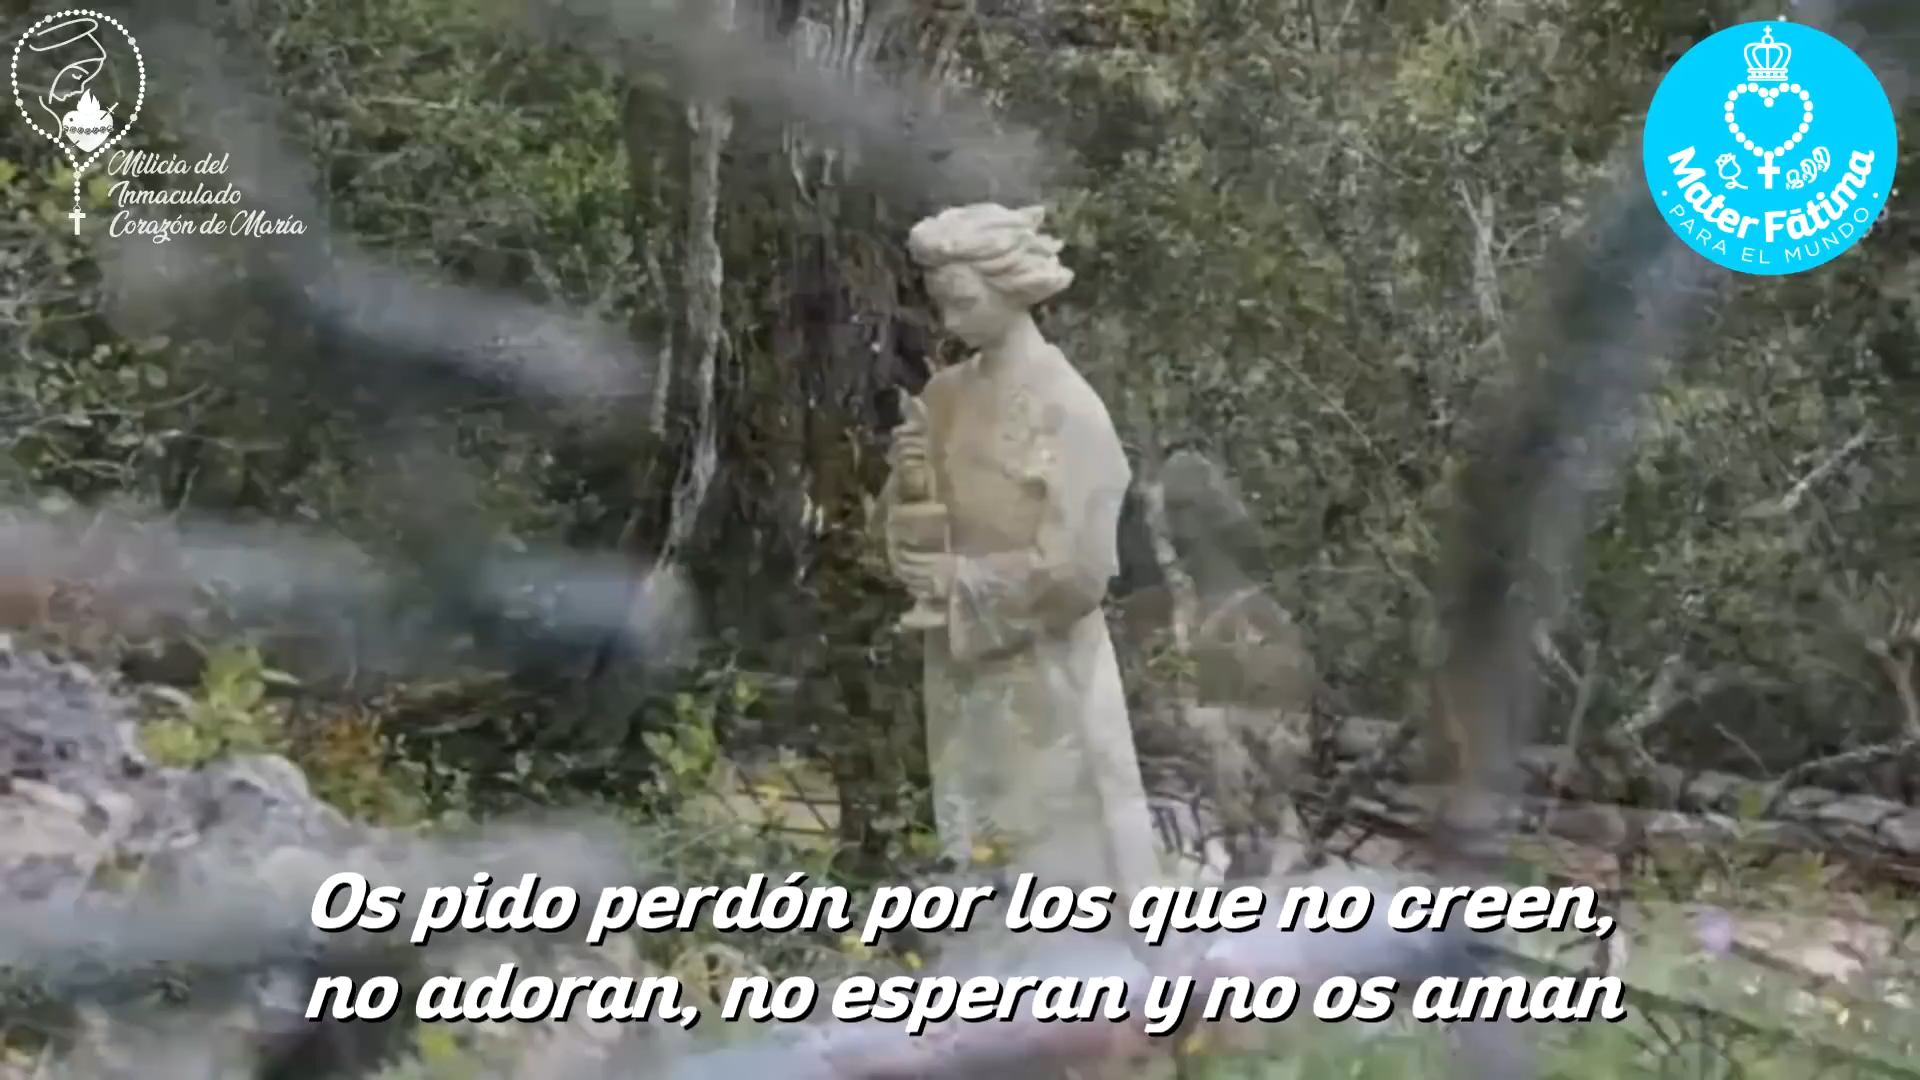 Milicia del
Inmaculado
Corazón de María
Mater Fátima
· PARA EL MUNDO ·
Os pido perdón por los que no creen,
no adoran, no esperan y no os aman